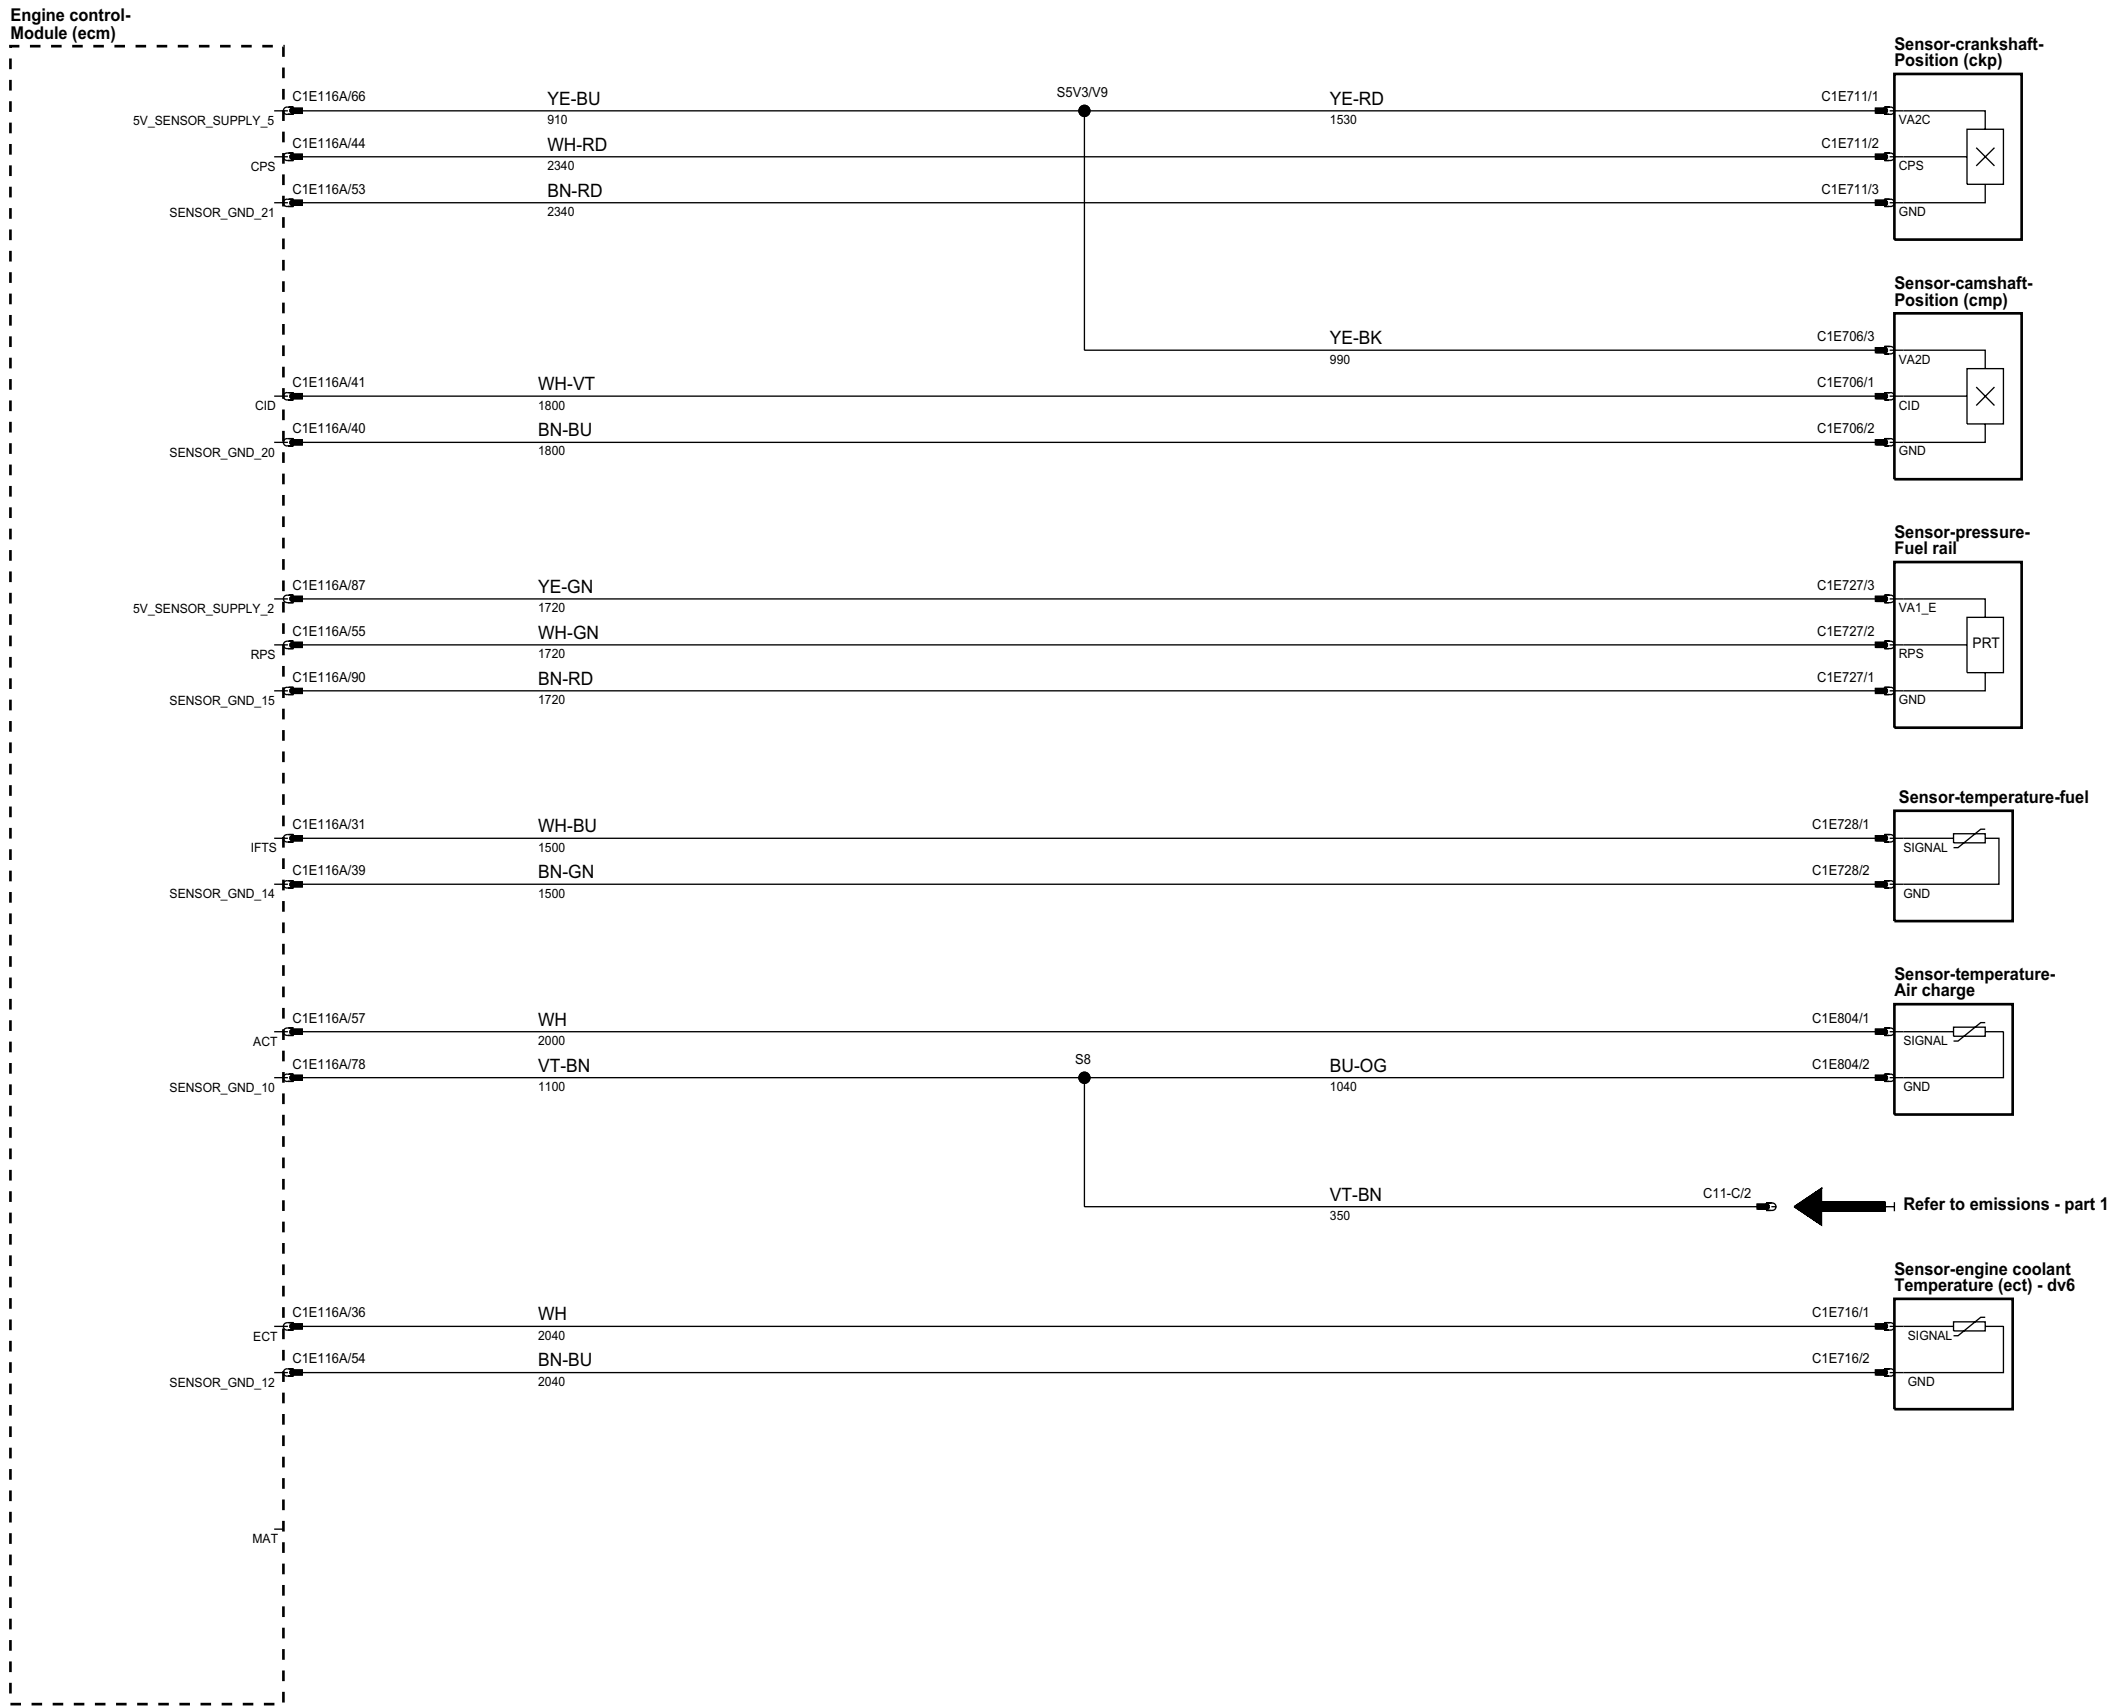 Engine control-
Module (ecm)
Sensor-crankshaft-
Position (ckp)
C1E116A/66
YE-BU
S5V3/V9
YE-RD
C1E711/1
5V_SENSOR_SUPPLY_5
910
1530
VA2C
C1E116A/44
WH-RD
C1E711/2
CPS
2340
CPS
C1E116A/53
BN-RD
C1E711/3
SENSOR_GND_21
2340
GND
Sensor-camshaft-
Position (cmp)
YE-BK
C1E706/3
990
VA2D
C1E116A/41
WH-VT
C1E706/1
CID
1800
CID
C1E116A/40
BN-BU
C1E706/2
SENSOR_GND_20
1800
GND
Sensor-pressure-
Fuel rail
C1E116A/87
YE-GN
C1E727/3
5V_SENSOR_SUPPLY_2
1720
VA1_E
C1E116A/55
WH-GN
C1E727/2
PRT
RPS
1720
RPS
C1E116A/90
BN-RD
C1E727/1
SENSOR_GND_15
1720
GND
Sensor-temperature-fuel
C1E116A/31
WH-BU
C1E728/1
IFTS
1500
SIGNAL
C1E116A/39
BN-GN
C1E728/2
SENSOR_GND_14
1500
GND
Sensor-temperature-
Air charge
C1E116A/57
WH
C1E804/1
ACT
2000
SIGNAL
C1E116A/78
VT-BN
S8
BU-OG
C1E804/2
SENSOR_GND_10
1100
1040
GND
VT-BN
C11-C/2
Refer to emissions - part 1
350
Sensor-engine coolant
Temperature (ect) - dv6
C1E116A/36
WH
C1E716/1
ECT
2040
SIGNAL
C1E116A/54
BN-BU
C1E716/2
SENSOR_GND_12
2040
GND
MAT